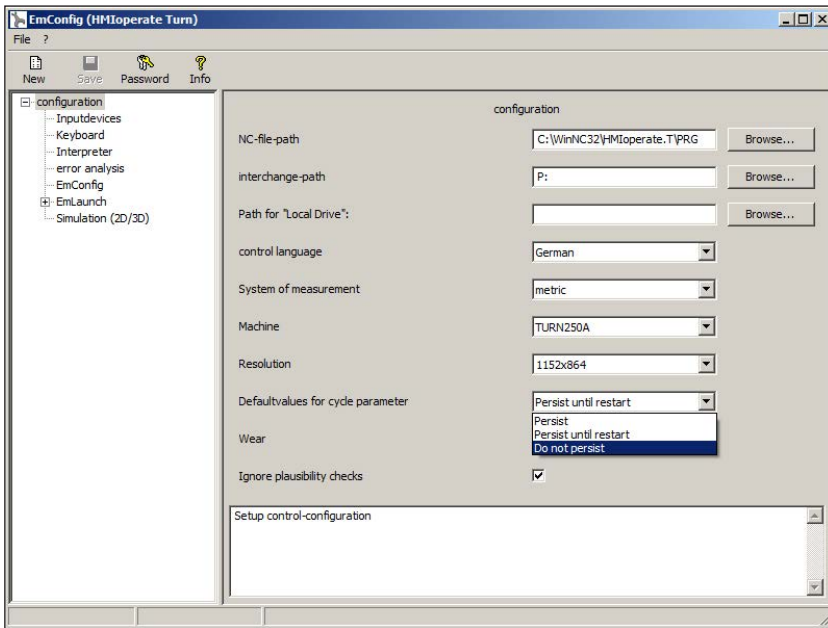 EmConfig (HMIoperate Turn)
File ?
New Save Password Info
configuration
Inputdevices
Keyboard
Interpreter
error analysis
EmConfig
EmLaunch
Simulation (2D/3D)
configuration
NC-file-path C:\WinNC32\HMIoperate.T\PRG Browse...
interchange-path P: Browse...
Path for "Local Drive": Browse...
control language German
System of measurement metric
Machine TURN250A
Resolution 1152x864
Defaultvalues for cycle parameter Persist until restart
Persist
Persist until restart
Do not persist
Wear
Ignore plausibility checks
Setup control-configuration